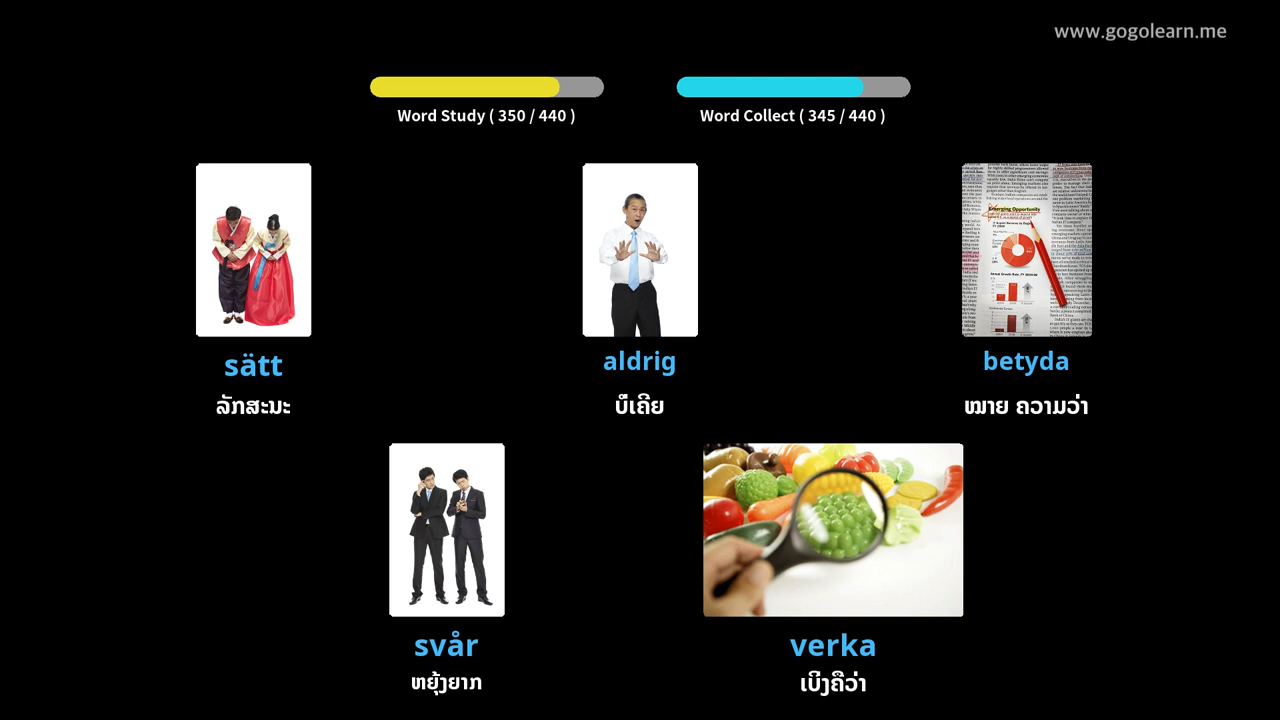 www.gogolearn.me
Word Study ( 350 / 440 )
Word Collect ( 345 / 440 )
sätt
ລັກສະນະ
aldrig
ບໍ່ເຄີຍ
betyda
ໝາຍ ຄວາມວ່າ
Emerging Opportunity
svår
ຫຍຸ້ງຍາກ
verka
ເບິ່ງຄືວ່າ